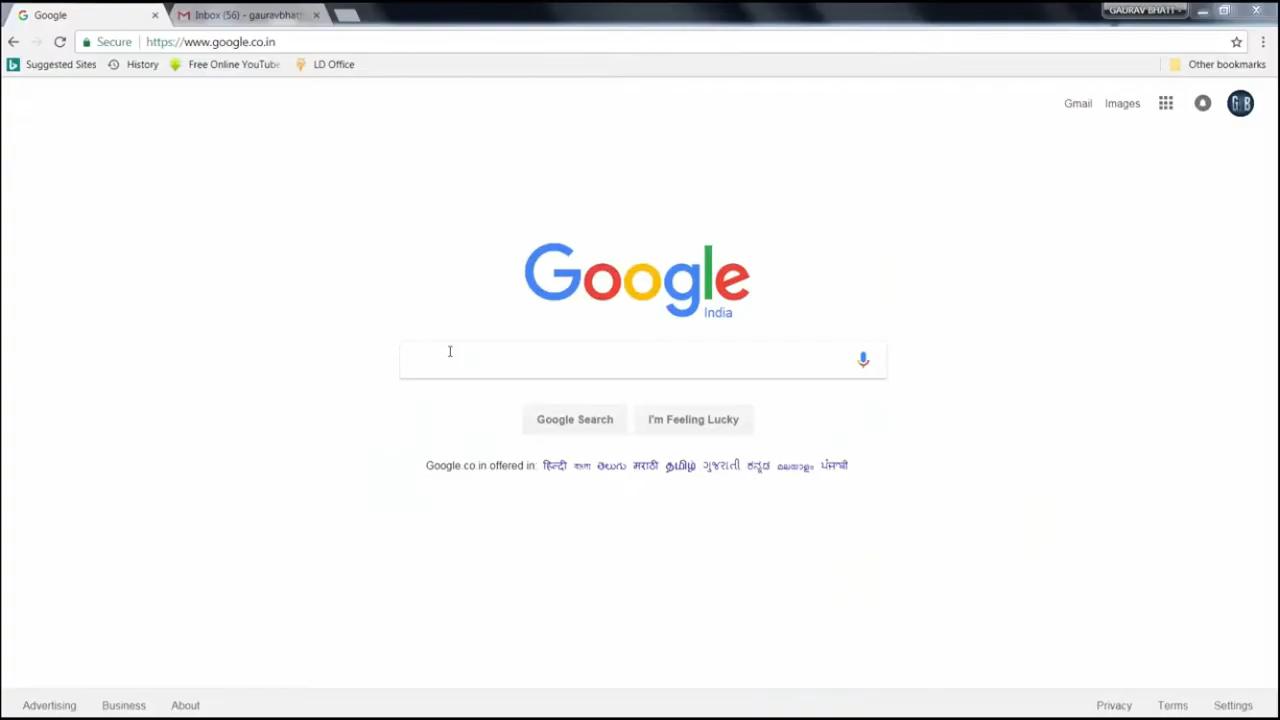 Google
Inbox (56) - gauravbhatt
GAURAV BHATT
Secure
https://www.google.co.in
Suggested Sites
History
Free Online YouTube
LD Office
Other bookmarks
Gmail
Images
G B
Google
India
Google Search
I'm Feeling Lucky
Google.co.in offered in: हिन्दी বাংলা తెలుగు मराठी தமிழ் ગુજરાતી ಕನ್ನಡ മലയാളം ਪੰਜਾਬੀ
Advertising
Business
About
Privacy
Terms
Settings